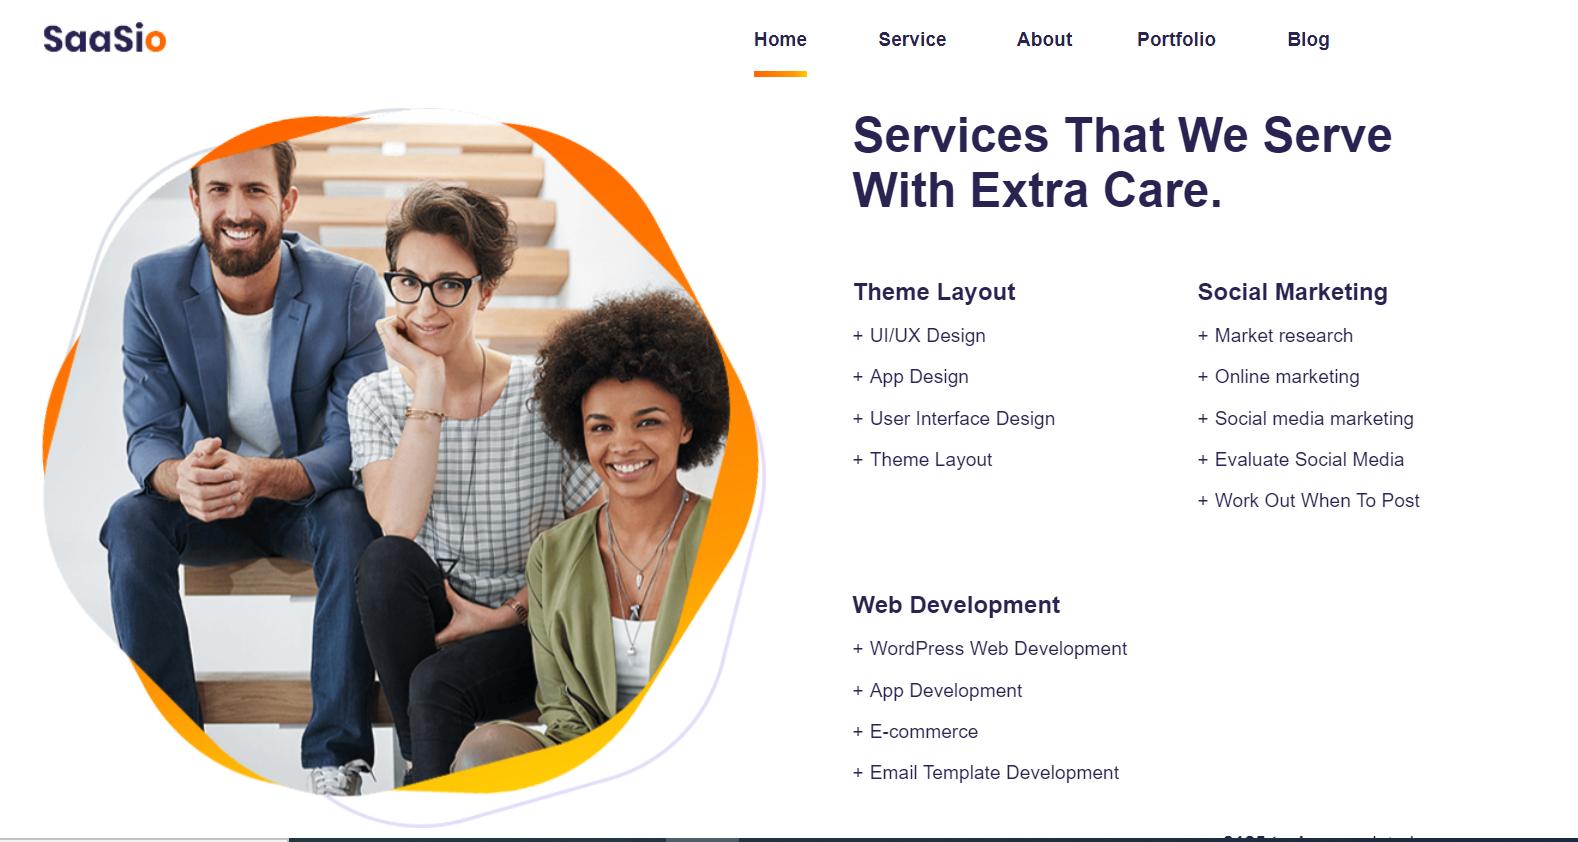 SaaSio
Home Service About Portfolio Blog
Services That We Serve
With Extra Care.
Theme Layout
+ UI/UX Design
+ App Design
+ User Interface Design
+ Theme Layout
Social Marketing
+ Market research
+ Online marketing
+ Social media marketing
+ Evaluate Social Media
+ Work Out When To Post
Web Development
+ WordPress Web Development
+ App Development
+ E-commerce
+ Email Template Development